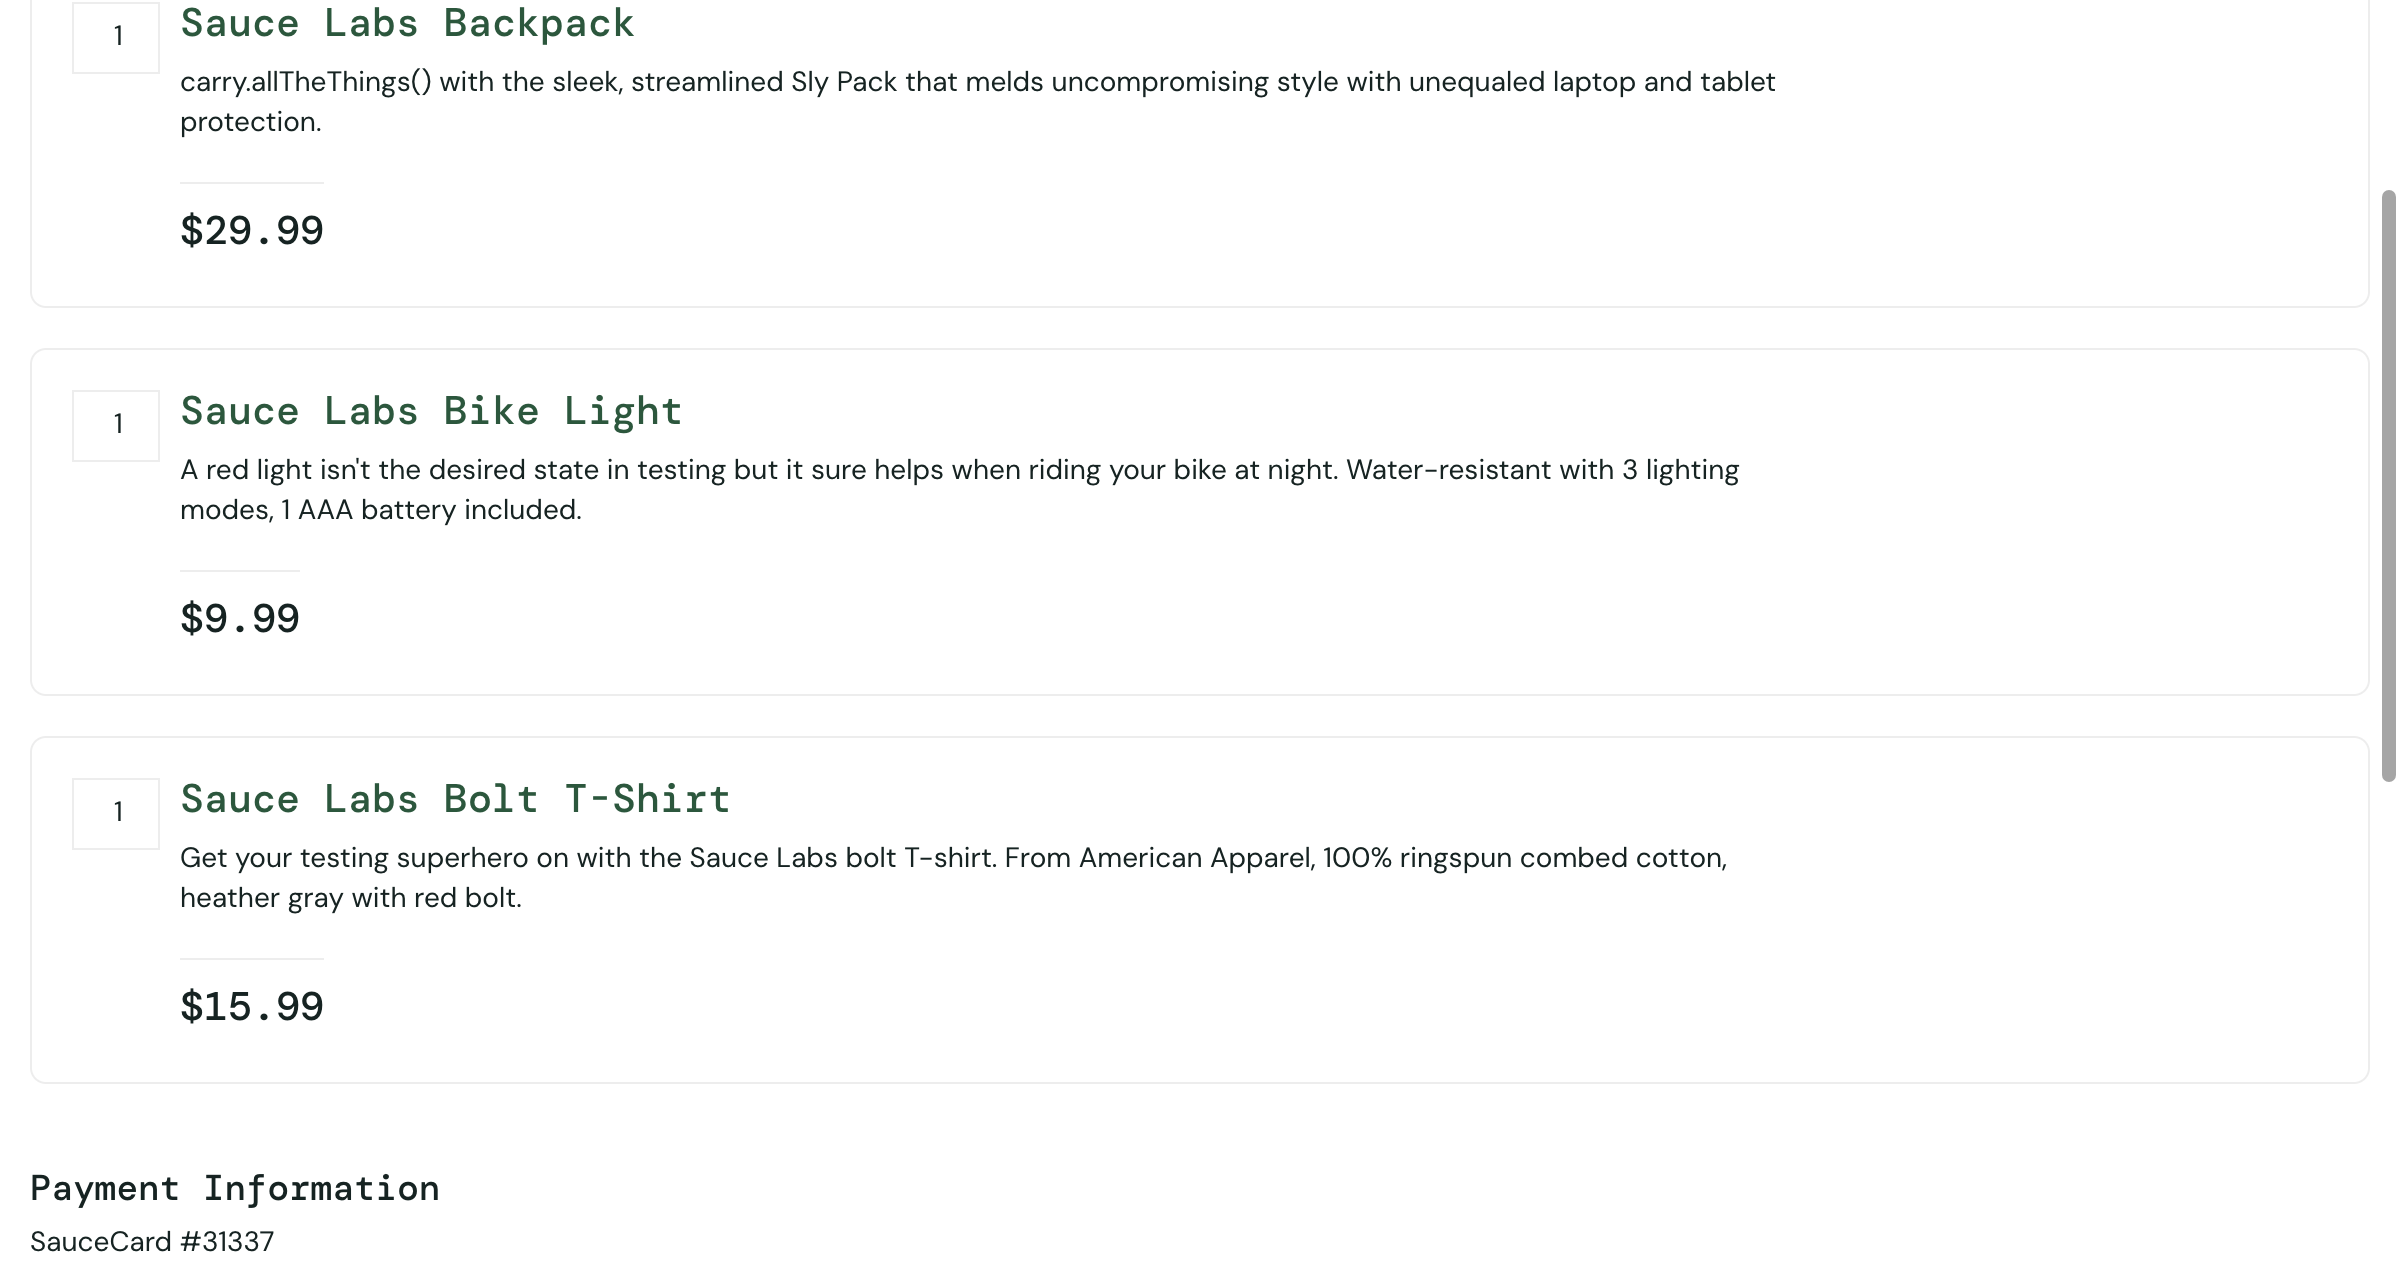 1
Sauce Labs Backpack
carry.allTheThings() with the sleek, streamlined Sly Pack that melds uncompromising style with unequaled laptop and tablet
protection.
$29.99
1
Sauce Labs Bike Light
A red light isn't the desired state in testing but it sure helps when riding your bike at night. Water-resistant with 3 lighting
modes, 1 AAA battery included.
$9.99
1
Sauce Labs Bolt T-Shirt
Get your testing superhero on with the Sauce Labs bolt T-shirt. From American Apparel, 100% ringspun combed cotton,
heather gray with red bolt.
$15.99
Payment Information
SauceCard #31337